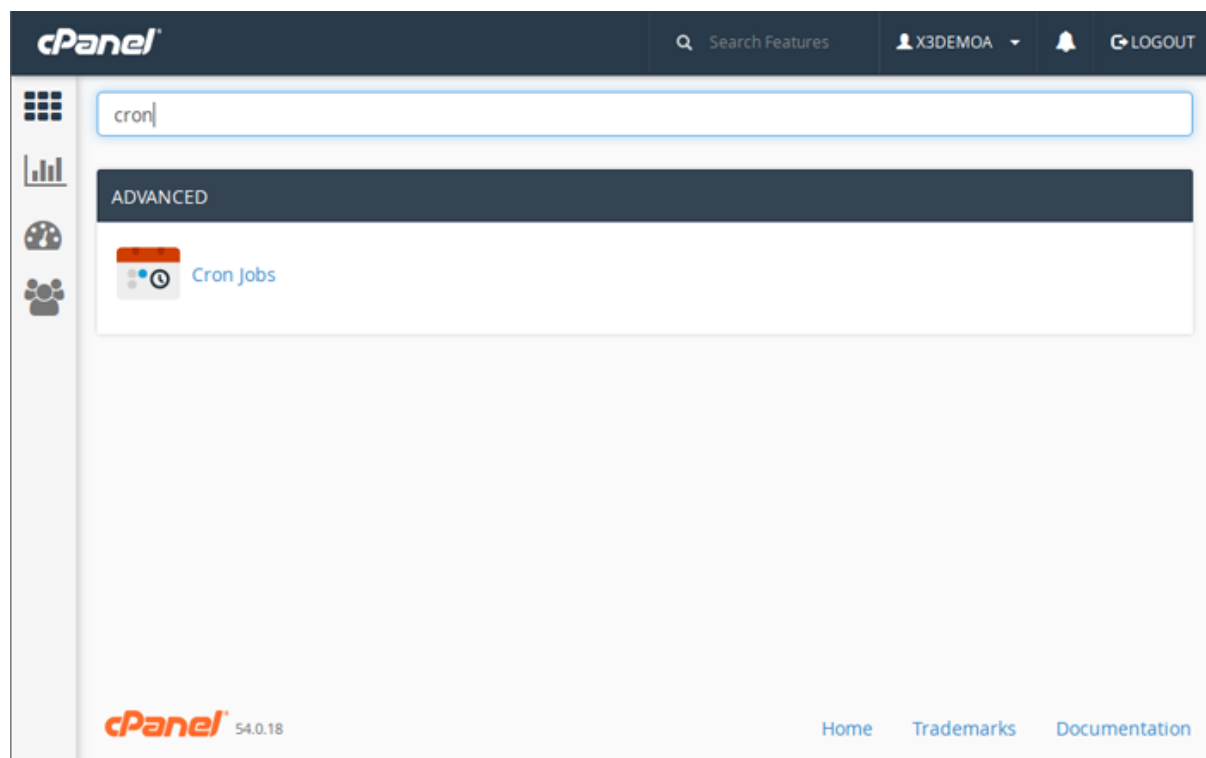 cPanel Search Features X3DEMOA LOGOUT
cron
ADVANCED
Cron Jobs
cPanel 54.0.18 Home Trademarks Documentation